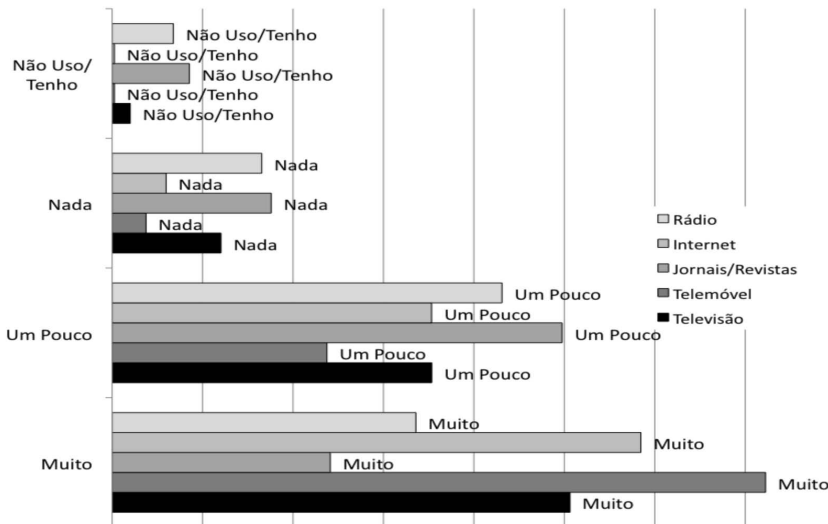 Não Uso/Tenho
Não Uso/Tenho
Não Uso/
Tenho
Não Uso/Tenho
Não Uso/Tenho
Não Uso/Tenho
Nada
Nada
Nada
Nada
Nada
Nada
Um Pouco
Um Pouco
Um Pouco
Um Pouco
Um Pouco
Um Pouco
Muito
Muito
Muito
Muito
Muito
Muito
Rádio
Internet
Jornais/Revistas
Telemóvel
Televisão